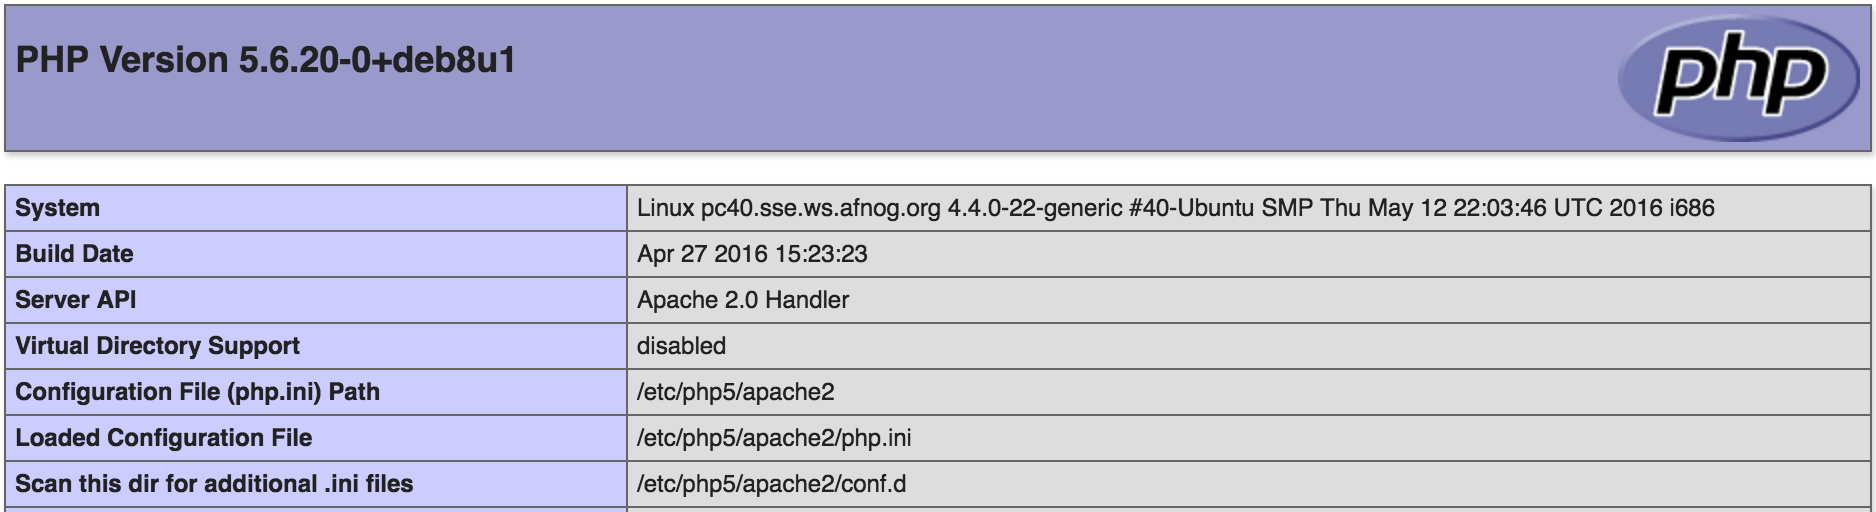 PHP Version 5.6.20-0+deb8u1
php
System Linux pc40.sse.ws.afnog.org 4.4.0-22-generic #40-Ubuntu SMP Thu May 12 22:03:46 UTC 2016 i686
Build Date Apr 27 2016 15:23:23
Server API Apache 2.0 Handler
Virtual Directory Support disabled
Configuration File (php.ini) Path /etc/php5/apache2
Loaded Configuration File /etc/php5/apache2/php.ini
Scan this dir for additional .ini files /etc/php5/apache2/conf.d